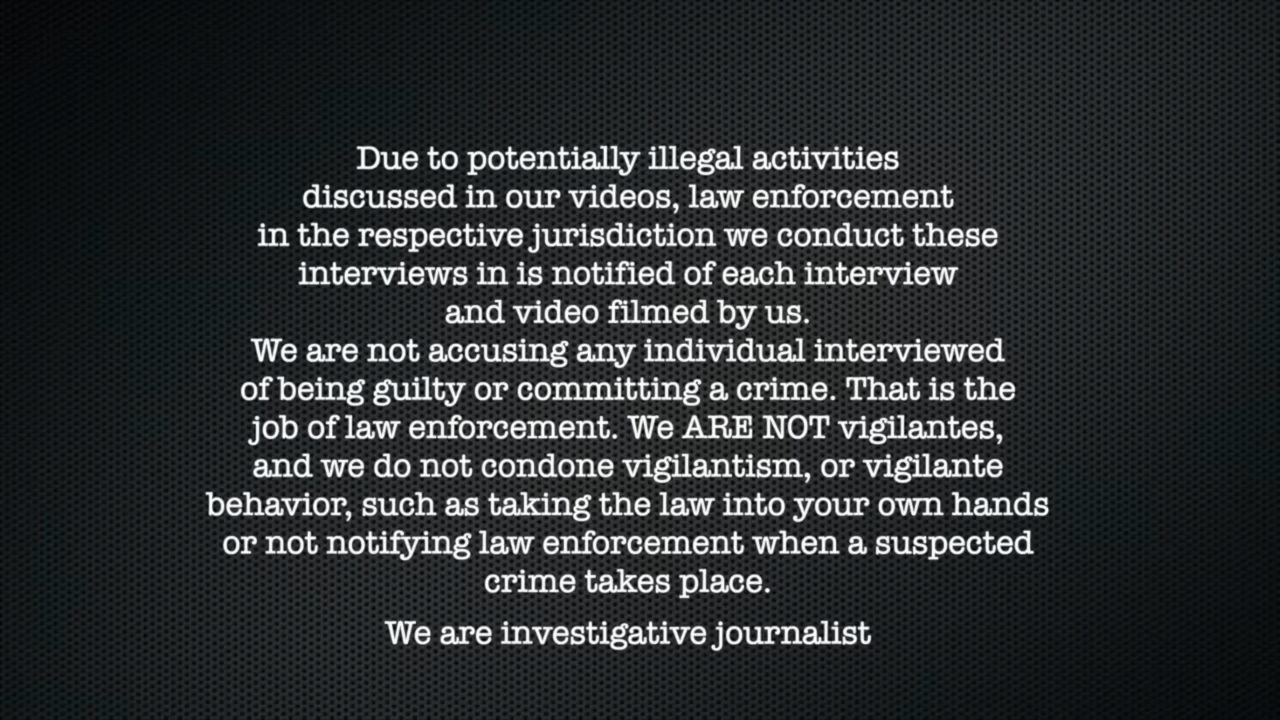 Due to potentially illegal activities
discussed in our videos, law enforcement
in the respective jurisdiction we conduct these
interviews in is notified of each interview
and video filmed by us.
We are not accusing any individual interviewed
of being guilty or committing a crime. That is the
job of law enforcement. We ARE NOT vigilantes,
and we do not condone vigilantism, or vigilante
behavior, such as taking the law into your own hands
or not notifying law enforcement when a suspected
crime takes place.
We are investigative journalist